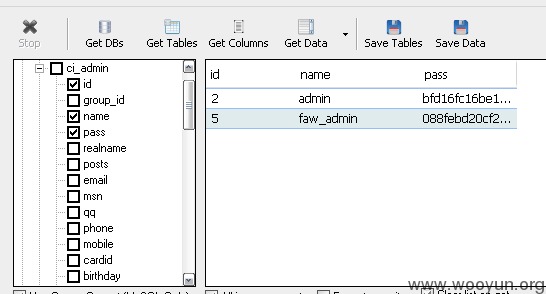 Stop
Get DBs
Get Tables
Get Columns
Get Data
Save Tables
Save Data
ci_admin
id
group_id
name
pass
realname
posts
email
msn
qq
phone
mobile
cardid
birthday
id name pass
2 admin bfd16fc16be1...
5 faw_admin 088febd20cf2...
www.wooyun.org